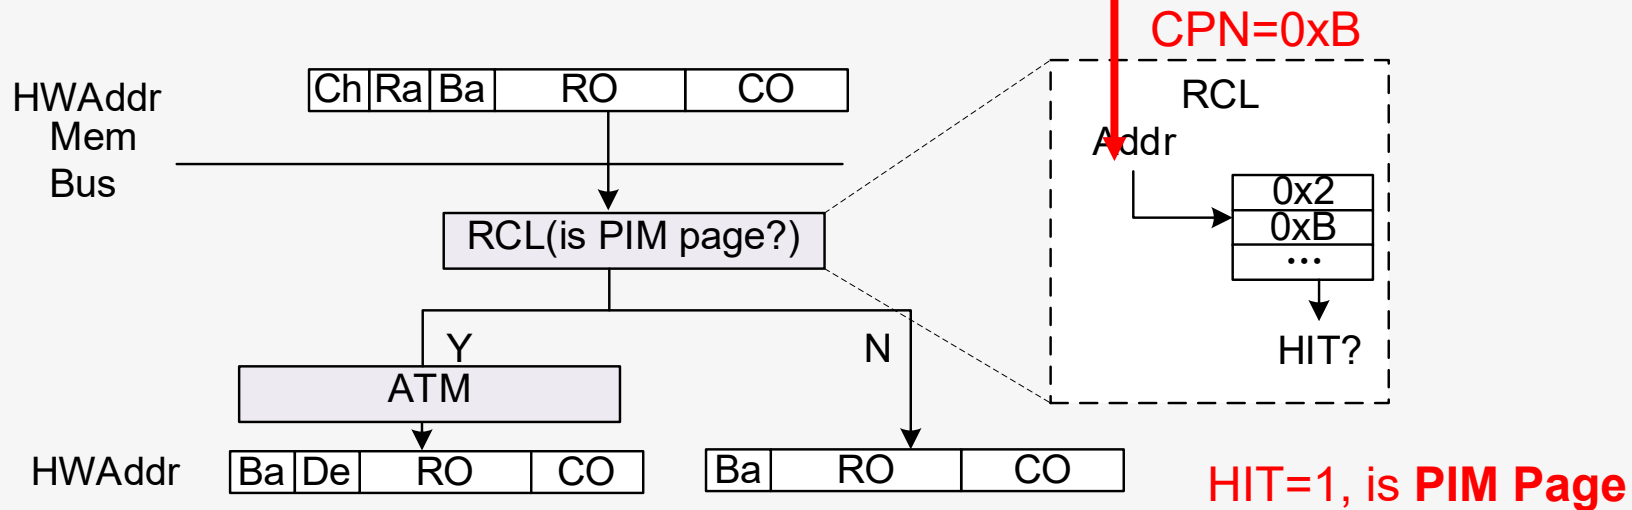 CPN=0xB
HWAddr
Ch Ra Ba RO CO
RCL
Mem
Addr
Bus
0x2
0xB
...
RCL(is PIM page?)
HIT?
Y
N
ATM
HWAddr
Ba De RO CO
Ba RO CO
HIT=1, is PIM Page